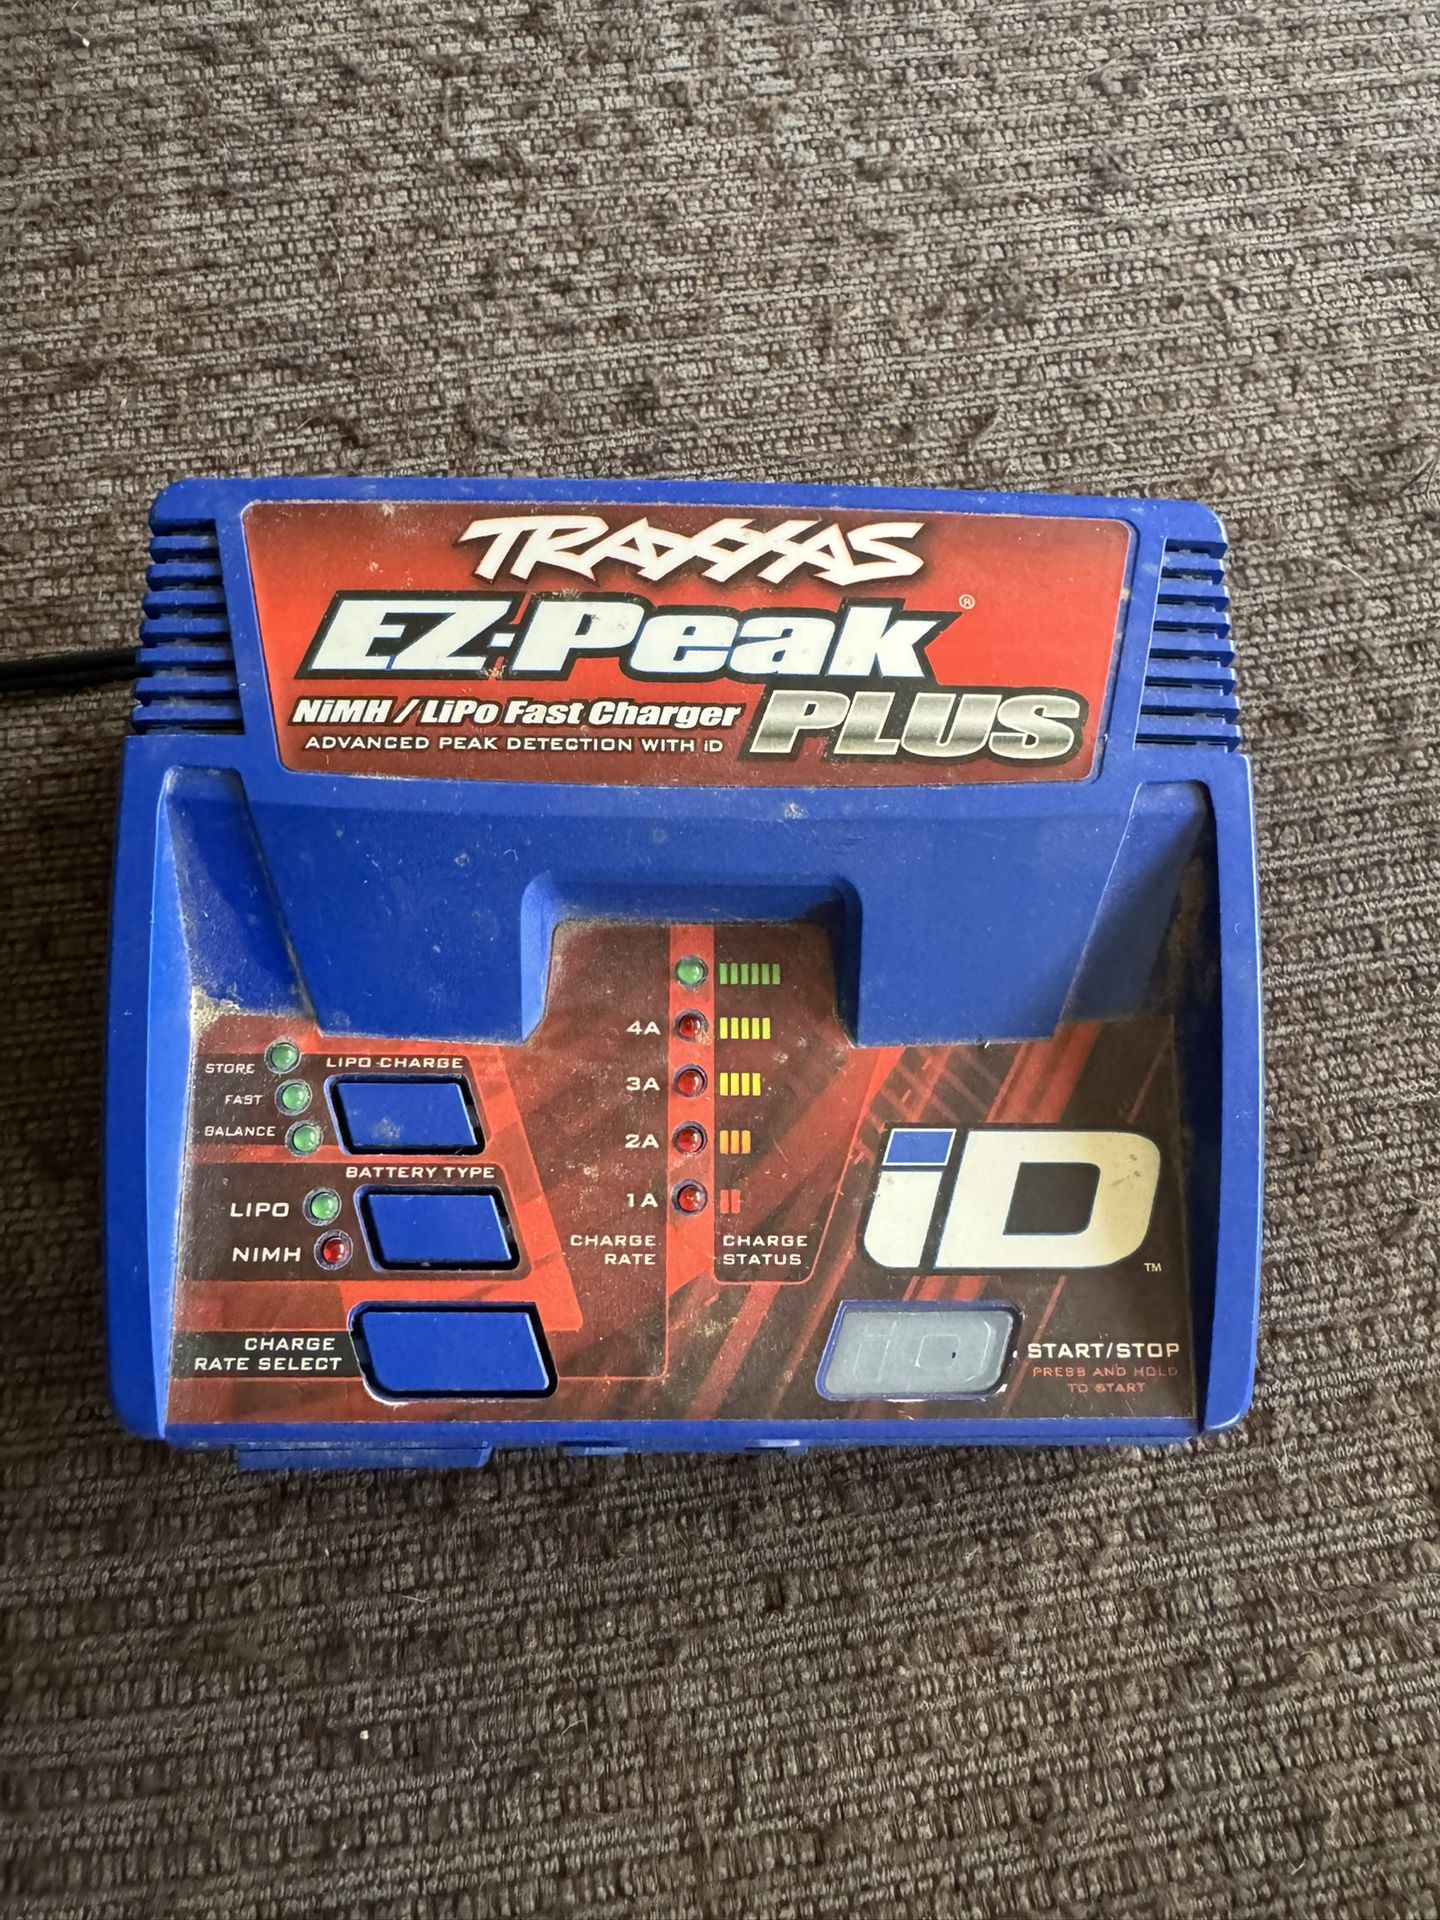 TRAXXAS
EZ-Peak®
NiMH / LiPo Fast Charger PLUS
ADVANCED PEAK DETECTION WITH iD
4A
3A
2A
1A
CHARGE RATE
CHARGE STATUS
STORE
FAST
BALANCE
LIPO CHARGE
BATTERY TYPE
LIPO
NIMH
CHARGE
RATE SELECT
iD™
iD
START/STOP
PRESS AND HOLD
TO START